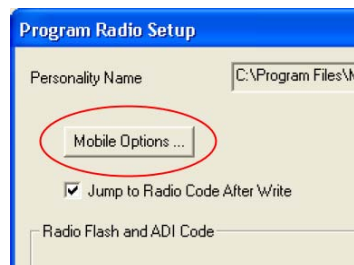 Program Radio Setup
Personality Name C:\Program Files\
Mobile Options ...
Jump to Radio Code After Write
Radio Flash and ADI Code